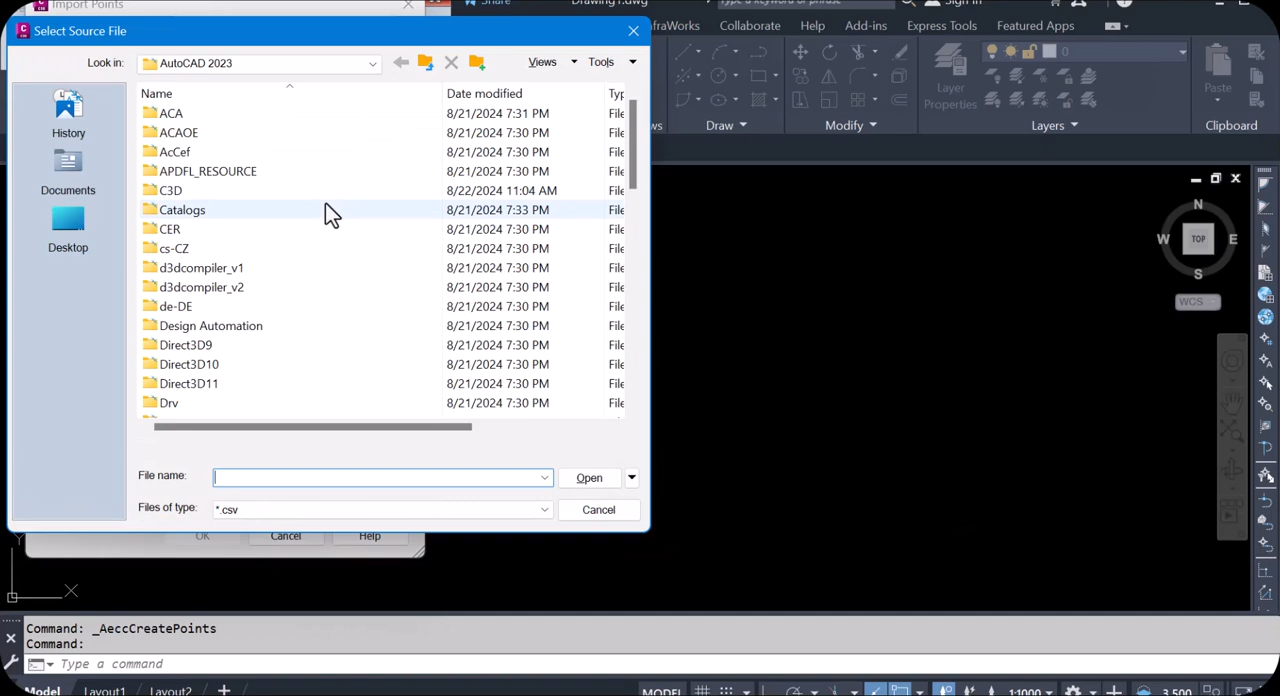 Import Points
Share
Drawing1.dwg
Type a keyword or phrase
Sign In
Select Source File
fraWorks
Collaborate
Help
Add-ins
Express Tools
Featured Apps
Look in:
AutoCAD 2023
Views
Tools
0
Layer
Properties
Paste
ws
Draw
Modify
Layers
Clipboard
History
Documents
Desktop
Name Date modified Typ
ACA 8/21/2024 7:31 PM File
ACAOE 8/21/2024 7:30 PM File
AcCef 8/21/2024 7:30 PM File
APDFL_RESOURCE 8/21/2024 7:30 PM File
C3D 8/22/2024 11:04 AM File
Catalogs 8/21/2024 7:33 PM File
CER 8/21/2024 7:30 PM File
cs-CZ 8/21/2024 7:30 PM File
d3dcompiler_v1 8/21/2024 7:30 PM File
d3dcompiler_v2 8/21/2024 7:30 PM File
de-DE 8/21/2024 7:30 PM File
Design Automation 8/21/2024 7:30 PM File
Direct3D9 8/21/2024 7:30 PM File
Direct3D10 8/21/2024 7:30 PM File
Direct3D11 8/21/2024 7:30 PM File
Drv 8/21/2024 7:30 PM File
N
W
TOP
E
S
WCS
File name:
Open
Files of type:
*.csv
Cancel
OK
Cancel
Help
Y
X
Command: _AeccCreatePoints
Command:
Type a command
Model
Layout1
Layout2
+
MODEL
1:1000
3.500